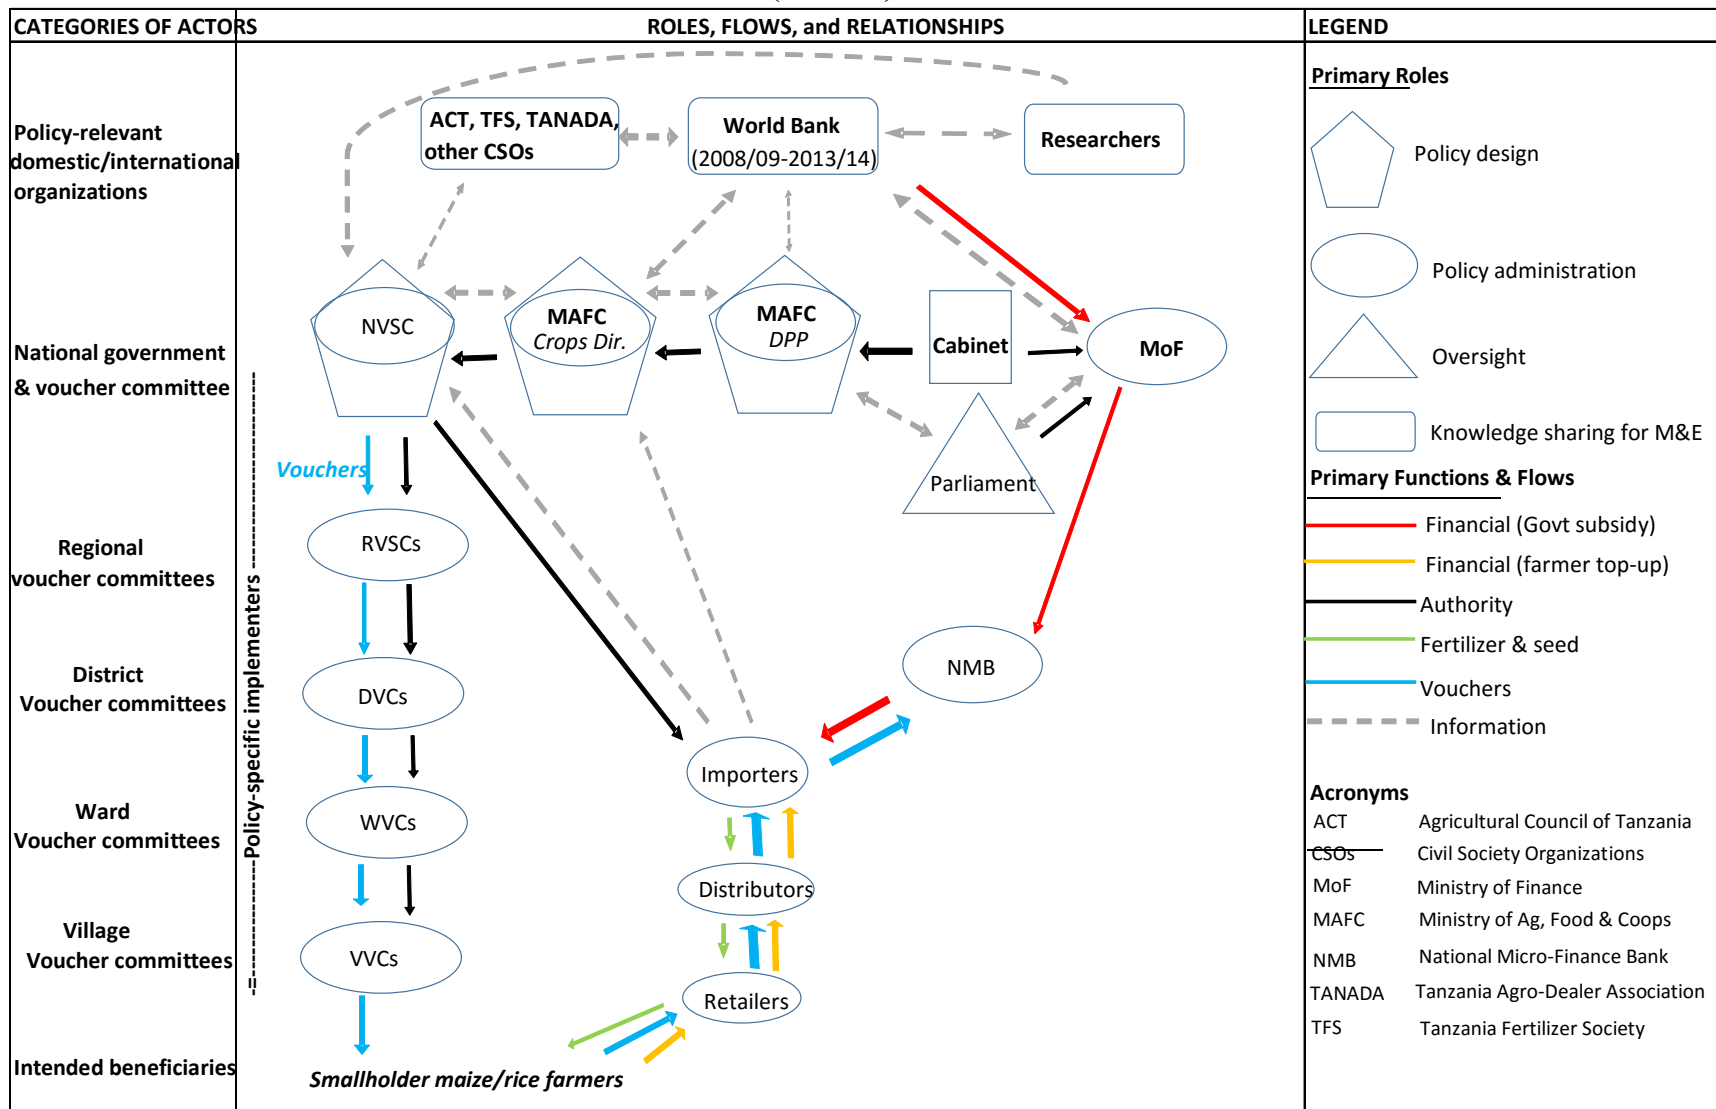 CATEGORIES OF ACTORS
ROLES, FLOWS, and RELATIONSHIPS
LEGEND
Policy-relevant
domestic/international
organizations
ACT, TFS, TANADA,
other CSOs
World Bank
(2008/09-2013/14)
Researchers
National government
& voucher committee
NVSC
MAFC
Crops Dir.
MAFC
DPP
Cabinet
MoF
Parliament
Vouchers
Policy-specific implementers
Regional
voucher committees
RVSCs
District
Voucher committees
DVCs
NMB
Importers
Ward
Voucher committees
WVCs
Distributors
Village
Voucher committees
VVCs
Retailers
Intended beneficiaries
Smallholder maize/rice farmers
Primary Roles
Policy design
Policy administration
Oversight
Knowledge sharing for M&E
Primary Functions & Flows
Financial (Govt subsidy)
Financial (farmer top-up)
Authority
Fertilizer & seed
Vouchers
Information
Acronyms
ACT Agricultural Council of Tanzania
CSOs Civil Society Organizations
MoF Ministry of Finance
MAFC Ministry of Ag, Food & Coops
NMB National Micro-Finance Bank
TANADA Tanzania Agro-Dealer Association
TFS Tanzania Fertilizer Society